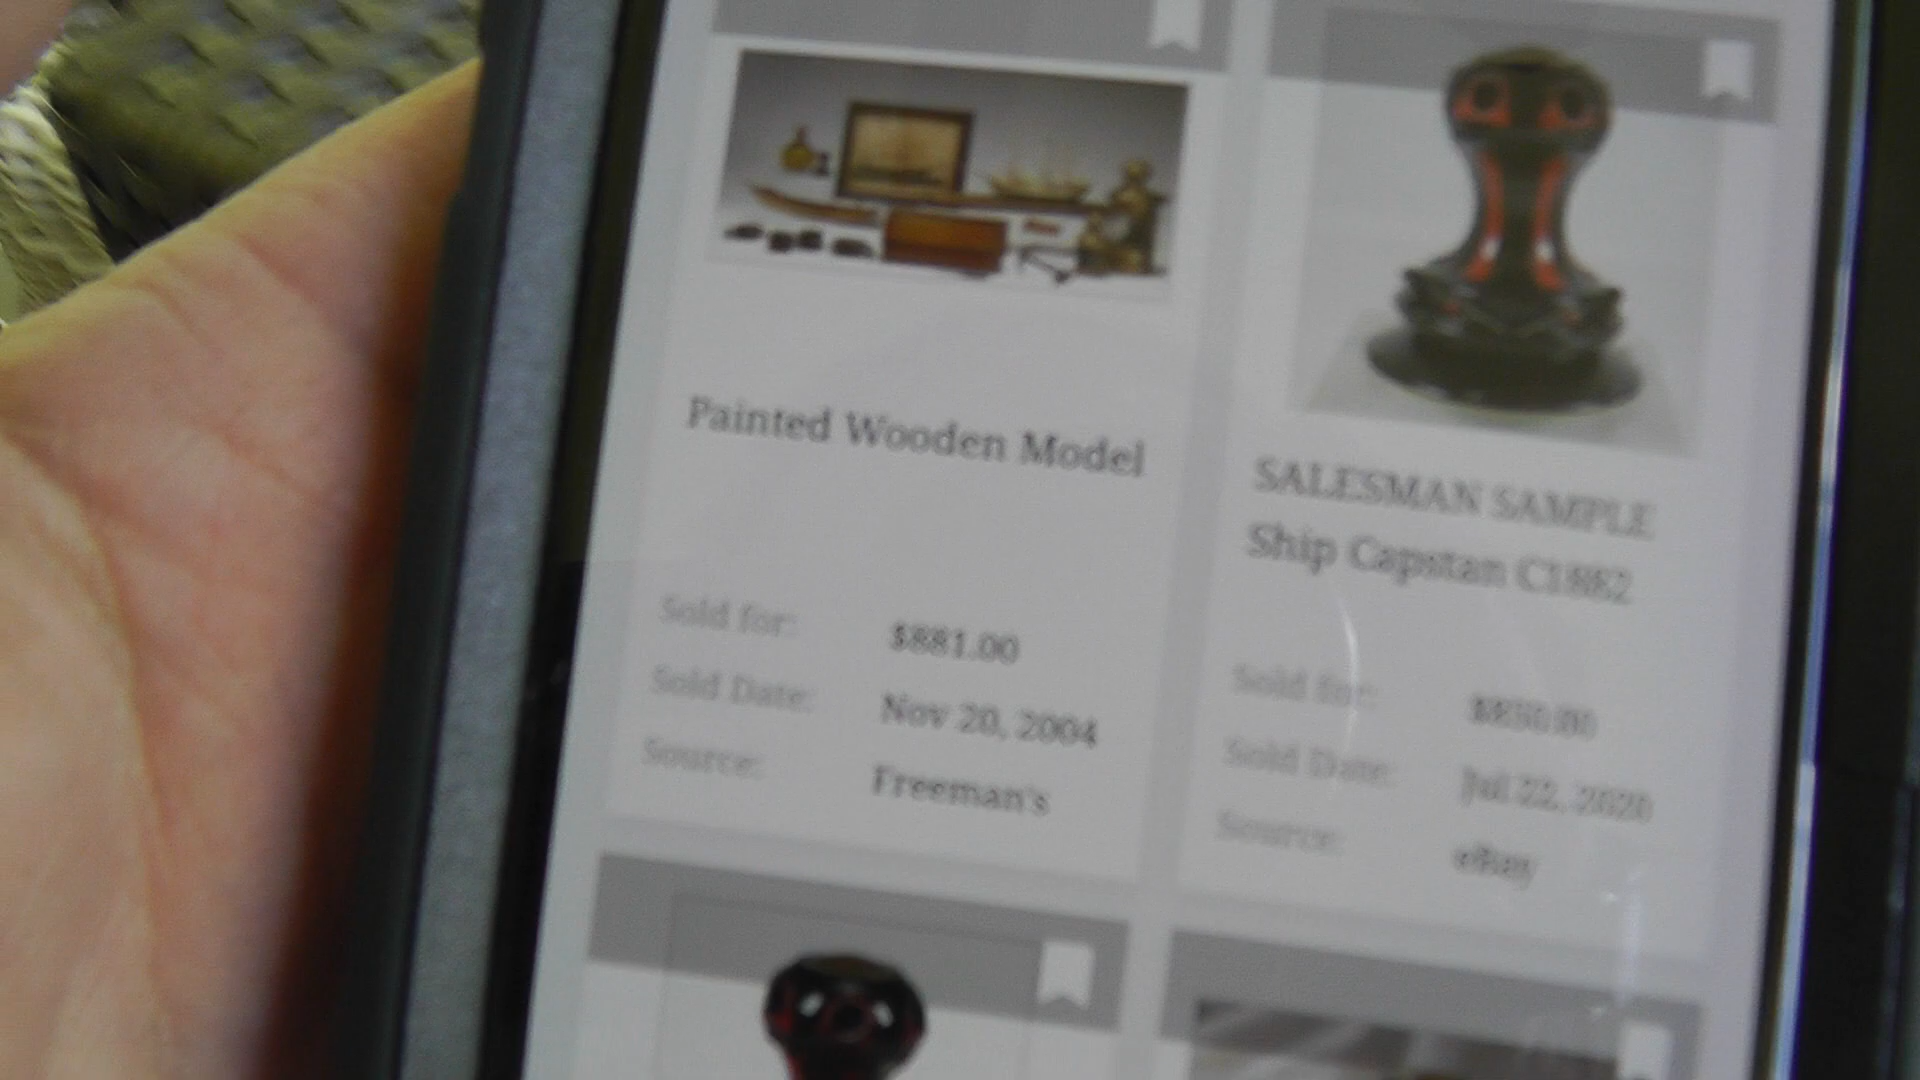 Painted Wooden Model
Sold for: $881.00
Sold Date: Nov 20, 2004
Source: Freeman's
SALESMAN SAMPLE
Ship Capstan C1882
Sold for:
Sold Date: Jul 22, 2020
Source: eBay